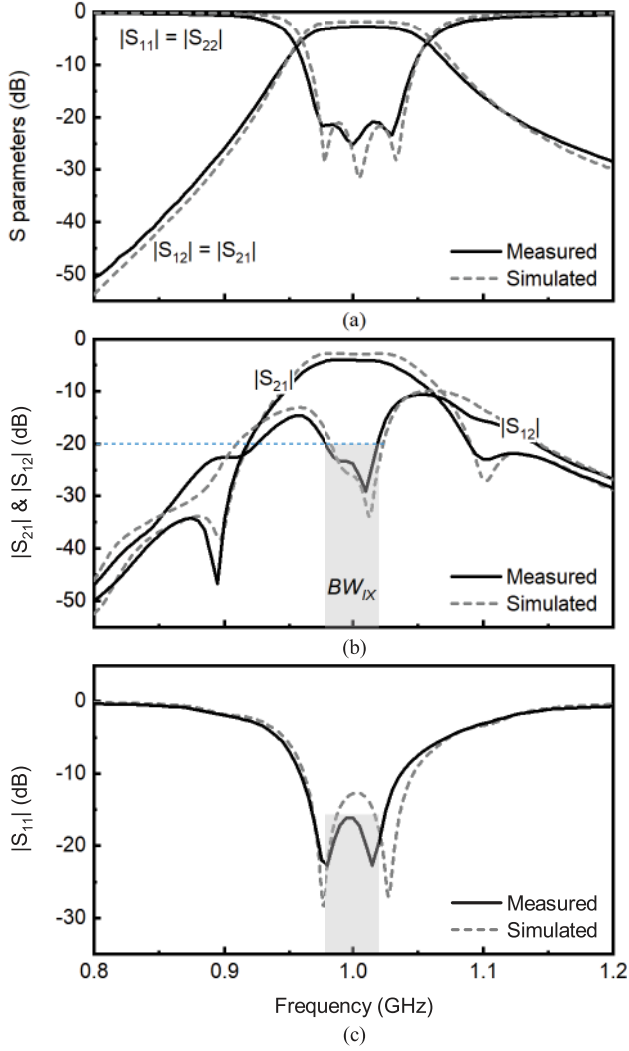 0
-10
-20
-30
-40
-50
S parameters (dB)
|S11| = |S22|
|S12| = |S21|
Measured
Simulated
(a)
0
-10
-20
-30
-40
-50
|S21| & |S12| (dB)
|S21|
|S12|
BWIX
Measured
Simulated
(b)
0
-10
-20
-30
|S11| (dB)
Measured
Simulated
0.8
0.9
1.0
1.1
1.2
Frequency (GHz)
(c)